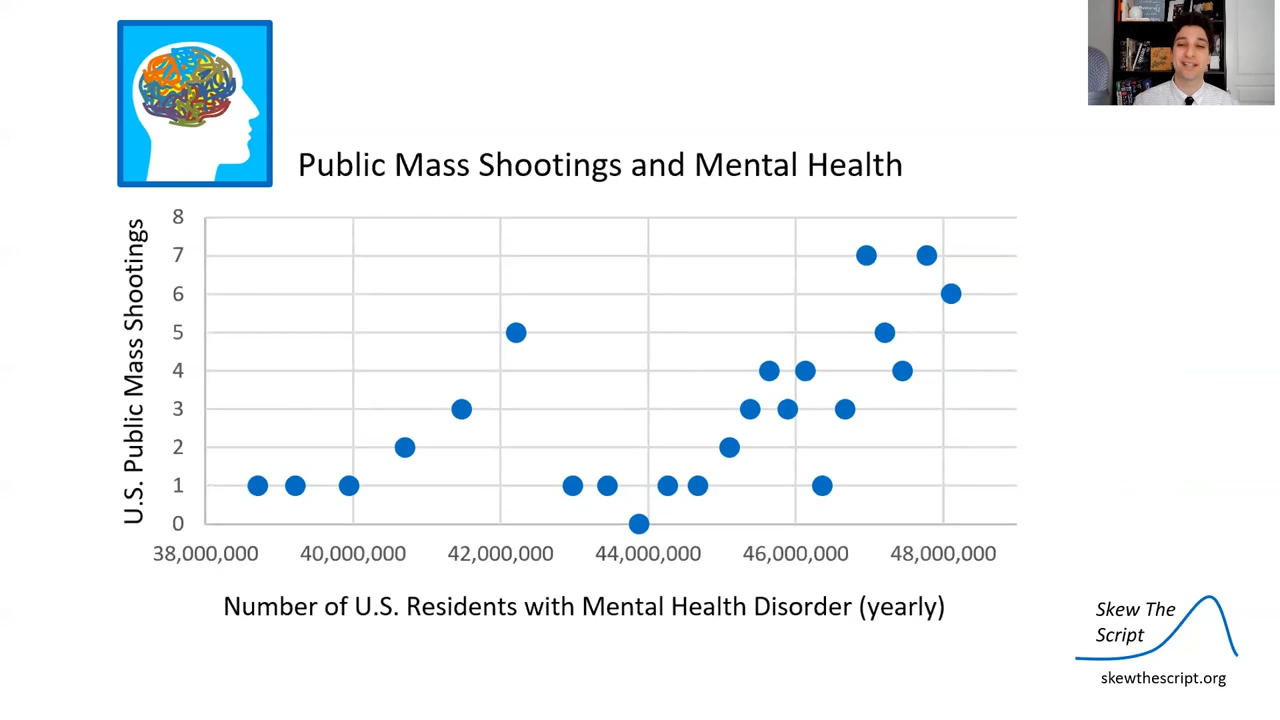 Public Mass Shootings and Mental Health
U.S. Public Mass Shootings
8
7
6
5
4
3
2
1
0
38,000,000 40,000,000 42,000,000 44,000,000 46,000,000 48,000,000
Number of U.S. Residents with Mental Health Disorder (yearly)
Skew The
Script
skewthescript.org